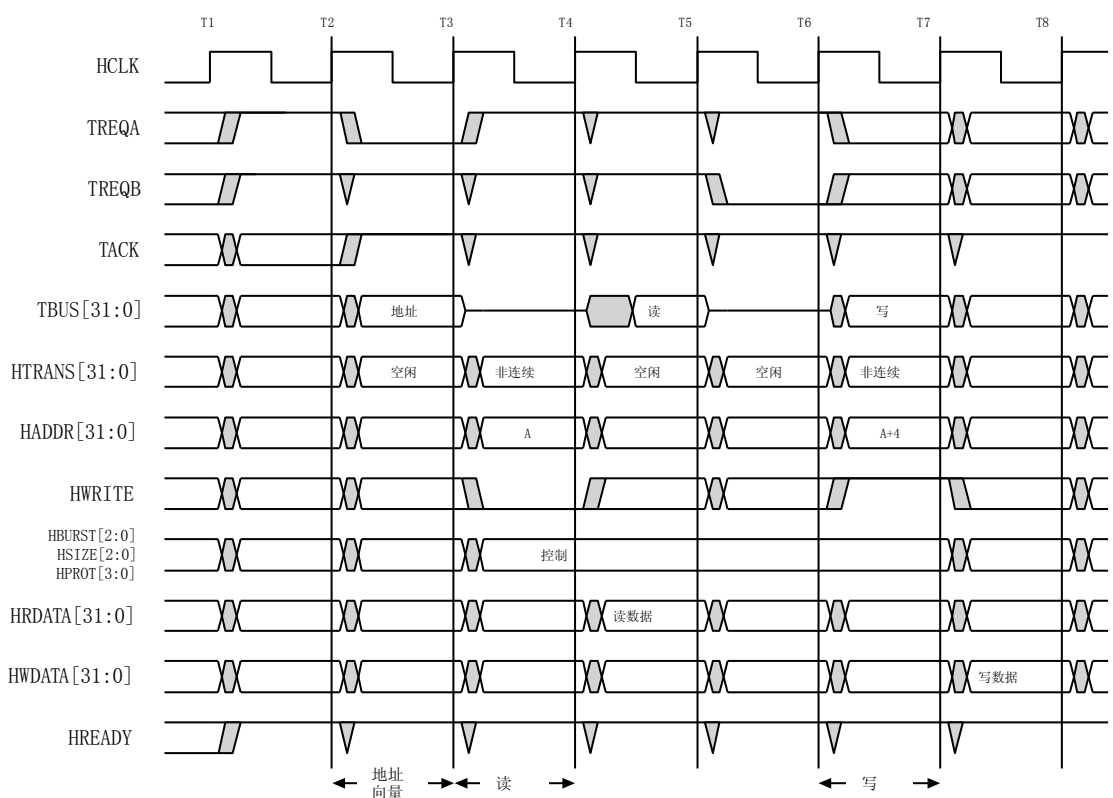 T1 T2 T3 T4 T5 T6 T7 T8
HCLK
TREQA
TREQB
TACK
TBUS[31:0] 地址 读 写
HTRANS[31:0] 空闲 非连续 空闲 空闲 非连续
HADDR[31:0] A A+4
HWRITE
HBURST[2:0]
HSIZE[2:0] 控制
HPROT[3:0]
HRDATA[31:0] 读数据
HWDATA[31:0] 写数据
HREADY
地址 读 写
向量